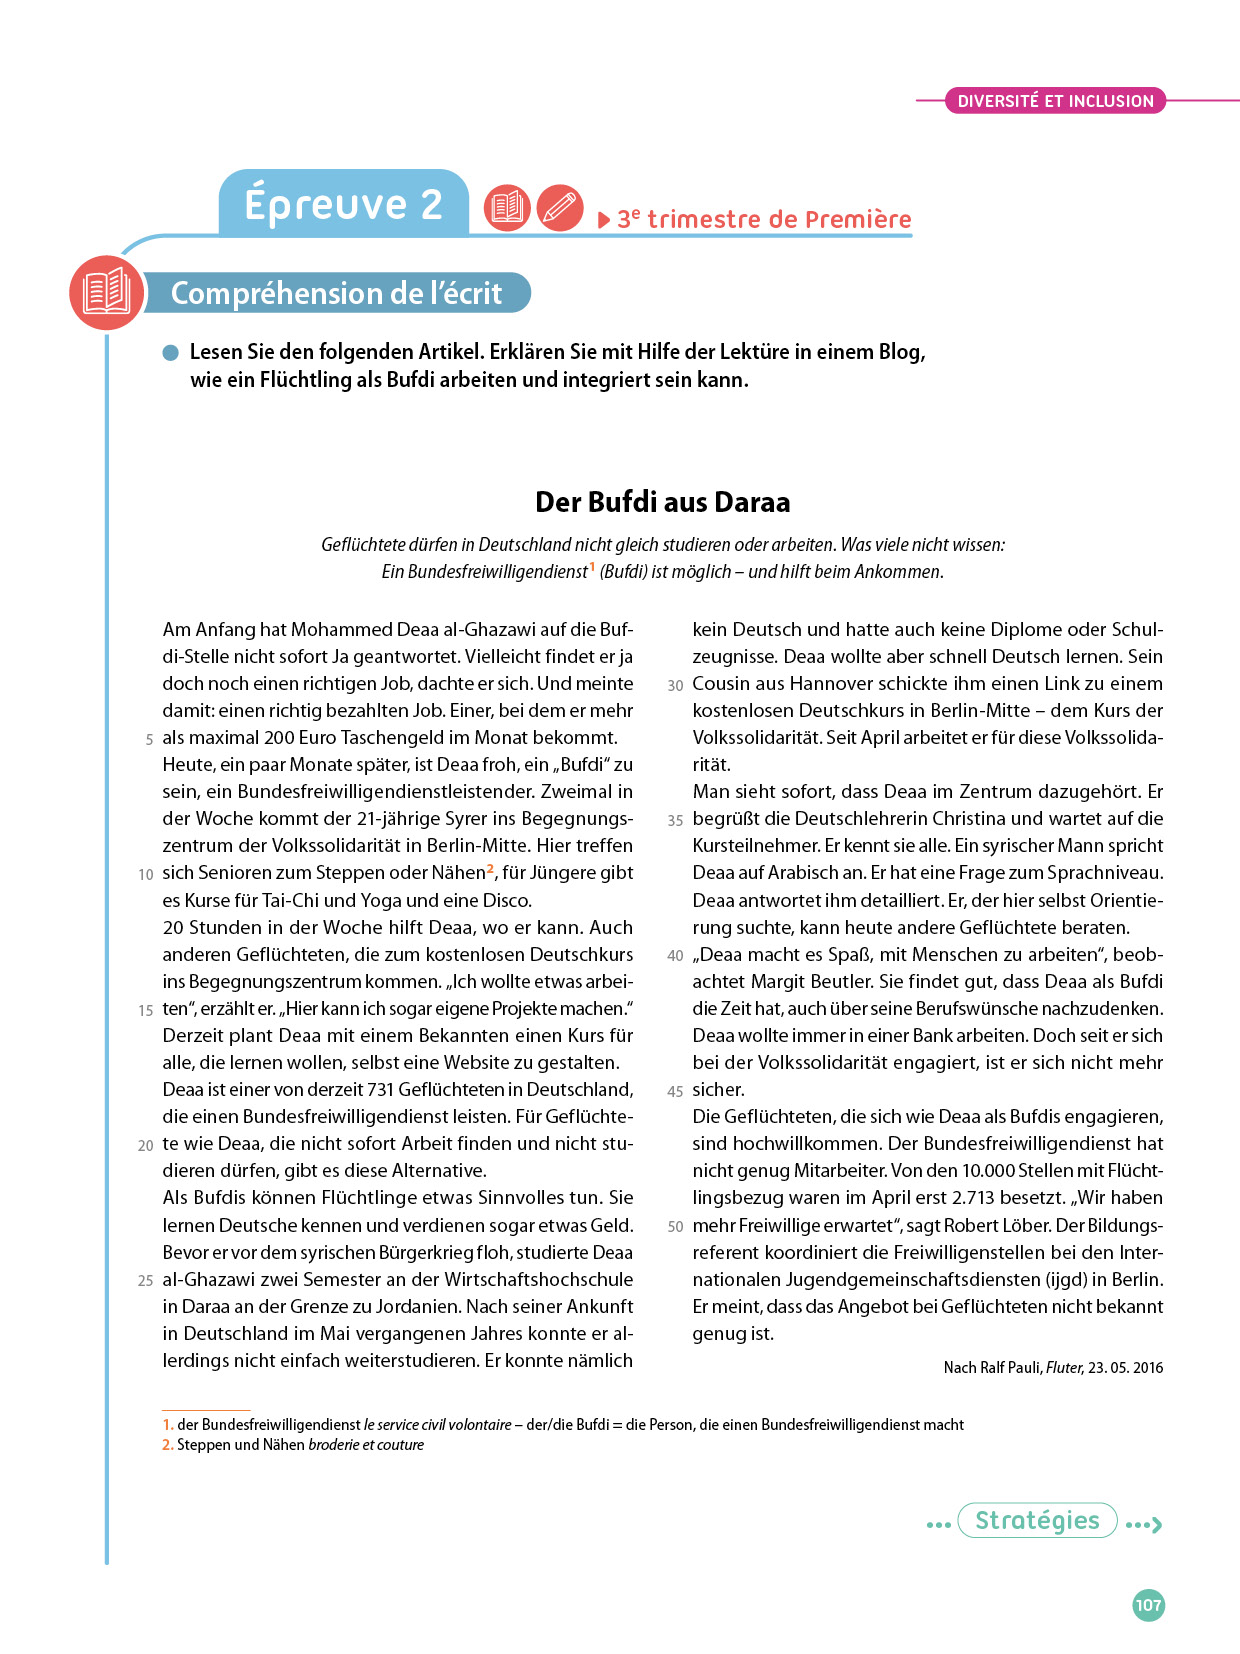 DIVERSITÉ ET INCLUSION
Épreuve 2
3e trimestre de Première
Compréhension de l’écrit
Lesen Sie den folgenden Artikel. Erklären Sie mit Hilfe der Lektüre in einem Blog,
wie ein Flüchtling als Bufdi arbeiten und integriert sein kann.
Der Bufdi aus Daraa
Geflüchtete dürfen in Deutschland nicht gleich studieren oder arbeiten. Was viele nicht wissen:
Ein Bundesfreiwilligendienst1 (Bufdi) ist möglich – und hilft beim Ankommen.
Am Anfang hat Mohammed Deaa al-Ghazawi auf die Buf-
di-Stelle nicht sofort Ja geantwortet. Vielleicht findet er ja
doch noch einen richtigen Job, dachte er sich. Und meinte
damit: einen richtig bezahlten Job. Einer, bei dem er mehr
5 als maximal 200 Euro Taschengeld im Monat bekommt.
Heute, ein paar Monate später, ist Deaa froh, ein „Bufdi“ zu
sein, ein Bundesfreiwilligendienstleistender. Zweimal in
der Woche kommt der 21-jährige Syrer ins Begegnungs-
zentrum der Volkssolidarität in Berlin-Mitte. Hier treffen
10 sich Senioren zum Steppen oder Nähen2, für Jüngere gibt
es Kurse für Tai-Chi und Yoga und eine Disco.
20 Stunden in der Woche hilft Deaa, wo er kann. Auch
anderen Geflüchteten, die zum kostenlosen Deutschkurs
ins Begegnungszentrum kommen. „Ich wollte etwas arbei-
15 ten“, erzählt er. „Hier kann ich sogar eigene Projekte machen.“
Derzeit plant Deaa mit einem Bekannten einen Kurs für
alle, die lernen wollen, selbst eine Website zu gestalten.
Deaa ist einer von derzeit 731 Geflüchteten in Deutschland,
die einen Bundesfreiwilligendienst leisten. Für Geflüchte-
20 te wie Deaa, die nicht sofort Arbeit finden und nicht stu-
dieren dürfen, gibt es diese Alternative.
Als Bufdis können Flüchtlinge etwas Sinnvolles tun. Sie
lernen Deutsche kennen und verdienen sogar etwas Geld.
Bevor er vor dem syrischen Bürgerkrieg floh, studierte Deaa
25 al-Ghazawi zwei Semester an der Wirtschaftshochschule
in Daraa an der Grenze zu Jordanien. Nach seiner Ankunft
in Deutschland im Mai vergangenen Jahres konnte er al-
lerdings nicht einfach weiterstudieren. Er konnte nämlich
kein Deutsch und hatte auch keine Diplome oder Schul-
zeugnisse. Deaa wollte aber schnell Deutsch lernen. Sein
30 Cousin aus Hannover schickte ihm einen Link zu einem
kostenlosen Deutschkurs in Berlin-Mitte – dem Kurs der
Volkssolidarität. Seit April arbeitet er für diese Volkssolida-
rität.
Man sieht sofort, dass Deaa im Zentrum dazugehört. Er
35 begrüßt die Deutschlehrerin Christina und wartet auf die
Kursteilnehmer. Er kennt sie alle. Ein syrischer Mann spricht
Deaa auf Arabisch an. Er hat eine Frage zum Sprachniveau.
Deaa antwortet ihm detailliert. Er, der hier selbst Orientie-
rung suchte, kann heute andere Geflüchtete beraten.
40 „Deaa macht es Spaß, mit Menschen zu arbeiten“, beob-
achtet Margit Beutler. Sie findet gut, dass Deaa als Bufdi
die Zeit hat, auch über seine Berufswünsche nachzudenken.
Deaa wollte immer in einer Bank arbeiten. Doch seit er sich
bei der Volkssolidarität engagiert, ist er sich nicht mehr
45 sicher.
Die Geflüchteten, die sich wie Deaa als Bufdis engagieren,
sind hochwillkommen. Der Bundesfreiwilligendienst hat
nicht genug Mitarbeiter. Von den 10.000 Stellen mit Flücht-
lingsbezug waren im April erst 2.713 besetzt. „Wir haben
50 mehr Freiwillige erwartet“, sagt Robert Löber. Der Bildungs-
referent koordiniert die Freiwilligenstellen bei den Inter-
nationalen Jugendgemeinschaftsdiensten (ijgd) in Berlin.
Er meint, dass das Angebot bei Geflüchteten nicht bekannt
genug ist.
Nach Ralf Pauli, Fluter, 23. 05. 2016
1. der Bundesfreiwilligendienst le service civil volontaire – der/die Bufdi = die Person, die einen Bundesfreiwilligendienst macht
2. Steppen und Nähen broderie et couture
Stratégies
107